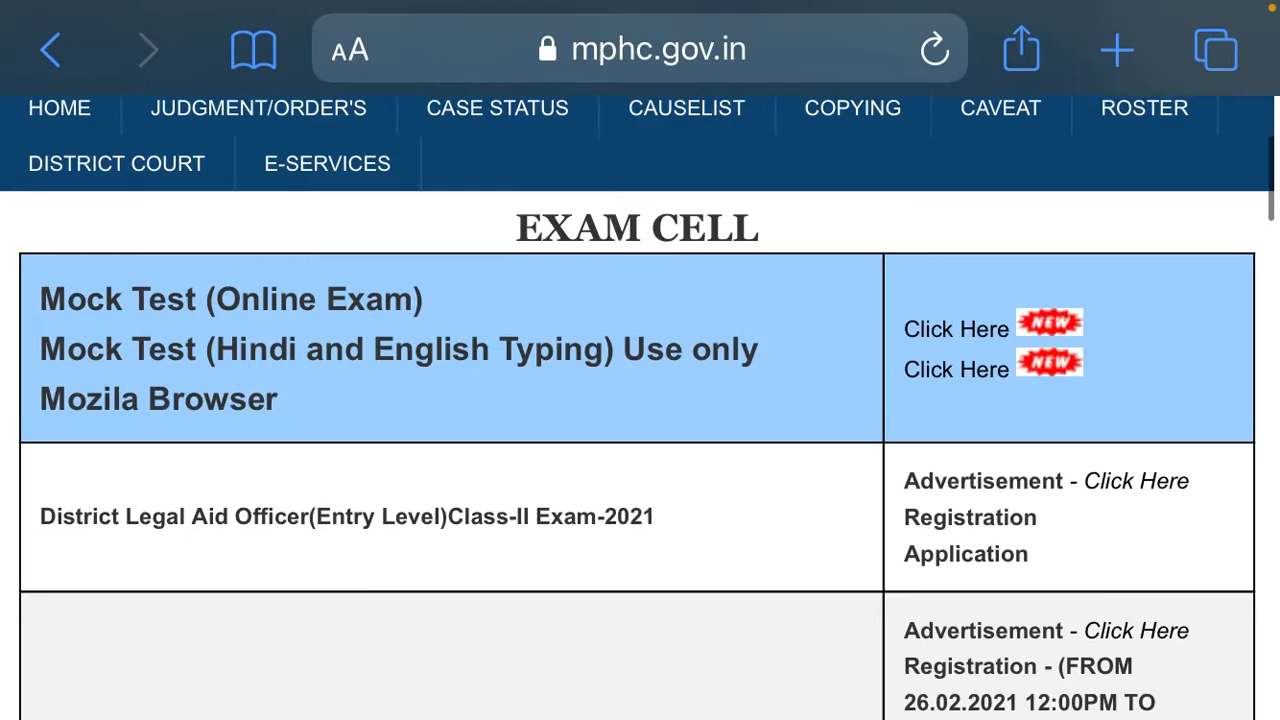 AA mphc.gov.in
HOME JUDGMENT/ORDER'S CASE STATUS CAUSELIST COPYING CAVEAT ROSTER
DISTRICT COURT E-SERVICES
EXAM CELL
Mock Test (Online Exam)
Mock Test (Hindi and English Typing) Use only
Mozila Browser
Click Here NEW
Click Here NEW
District Legal Aid Officer(Entry Level)Class-II Exam-2021
Advertisement - Click Here
Registration
Application
Advertisement - Click Here
Registration - (FROM
26.02.2021 12:00PM TO